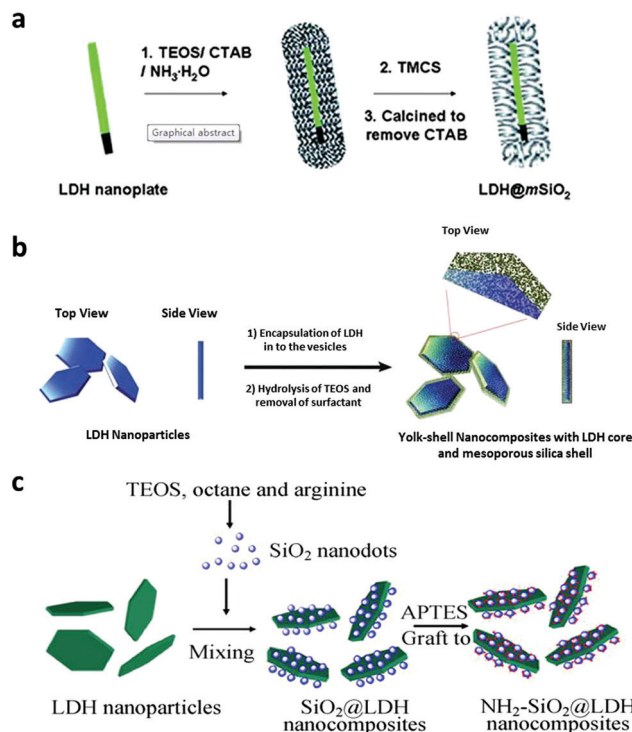 a
1. TEOS/ CTAB
/ NH₃·H₂O
Graphical abstract
2. TMCS
3. Calcined to
remove CTAB
LDH nanoplate
LDH@mSiO₂
b
Top View
Side View
1) Encapsulation of LDH
in to the vesicles
2) Hydrolysis of TEOS and
removal of surfactant
LDH Nanoparticles
Top View
Side View
Yolk-shell Nanocomposites with LDH core
and mesoporous silica shell
c
TEOS, octane and arginine
SiO₂ nanodots
Mixing
APTES
Graft to
LDH nanoparticles
SiO₂@LDH
nanocomposites
NH₂-SiO₂@LDH
nanocomposites